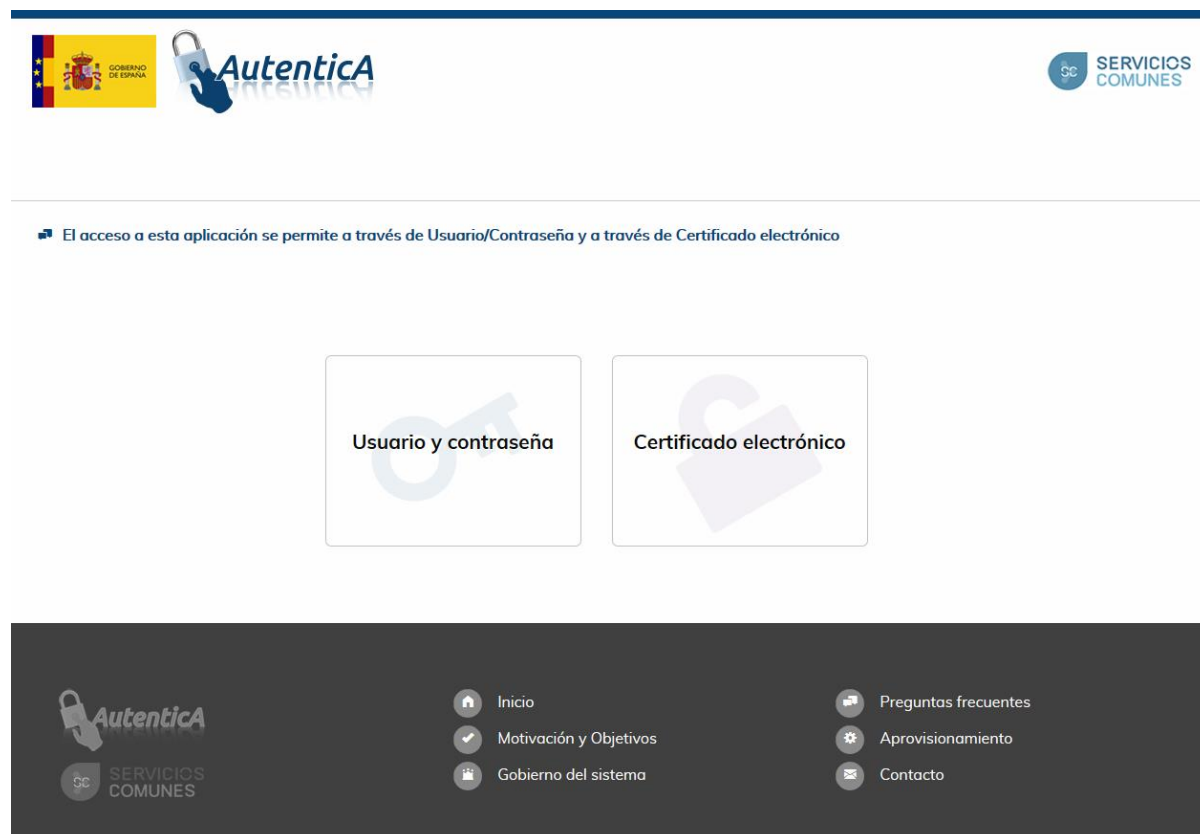 GOBIERNO
DE ESPAÑA
AutenticA
SERVICIOS
COMUNES
El acceso a esta aplicación se permite a través de Usuario/Contraseña y a través de Certificado electrónico
Usuario y contraseña
Certificado electrónico
AutenticA
SC SERVICIOS
COMUNES
Inicio
Motivación y Objetivos
Gobierno del sistema
Preguntas frecuentes
Aprovisionamiento
Contacto